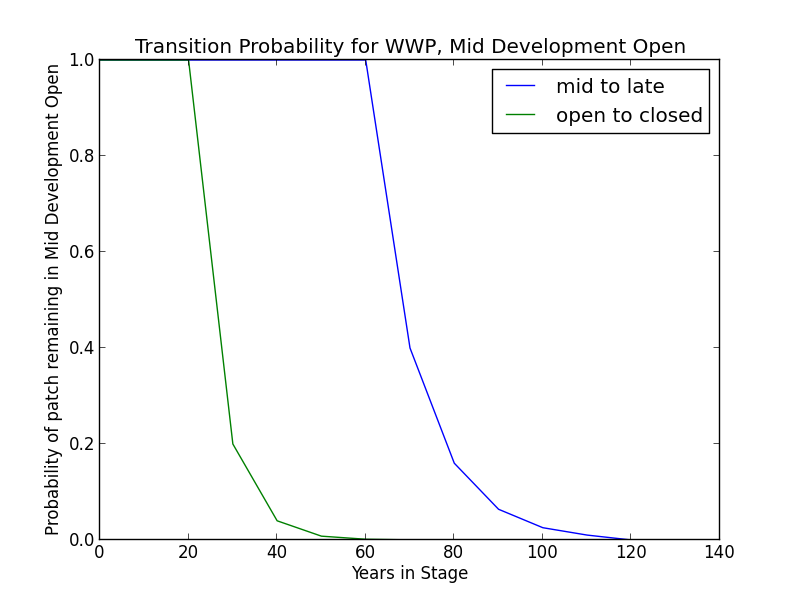 Transition Probability for WWP, Mid Development Open
mid to late
open to closed
Probability of patch remaining in Mid Development Open
1.0
0.8
0.6
0.4
0.2
0.0
0 20 40 60 80 100 120 140
Years in Stage